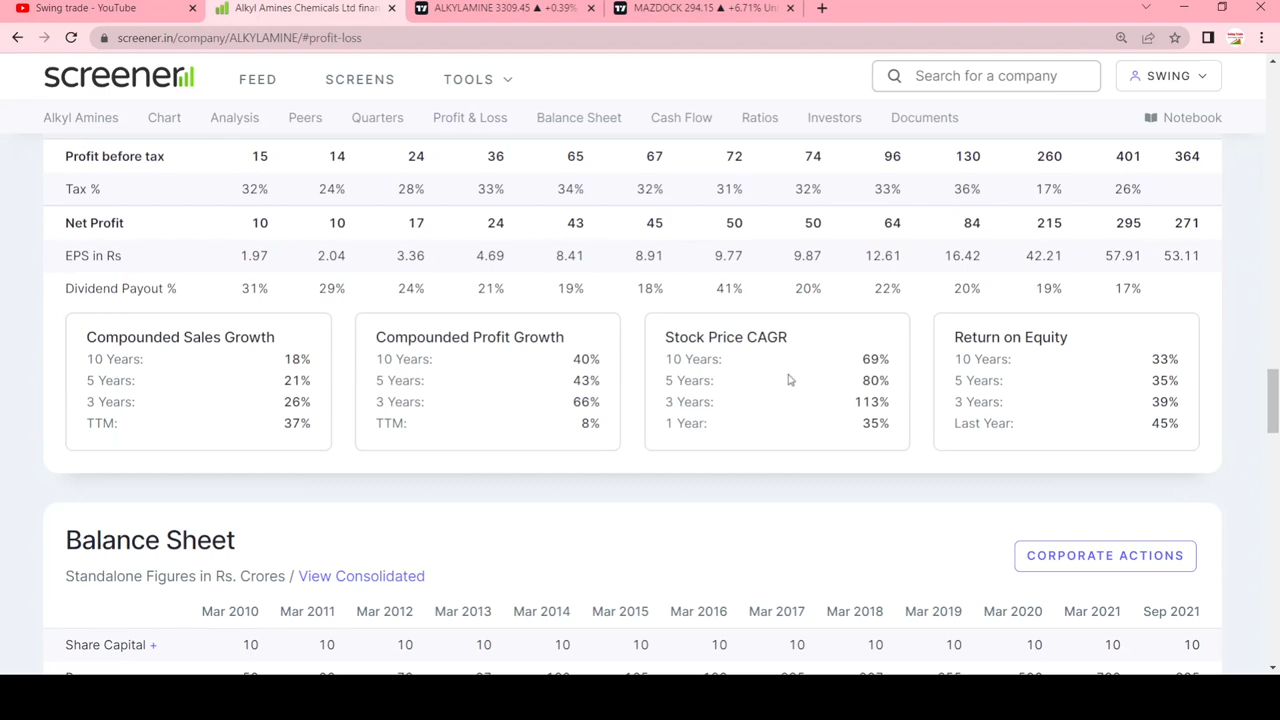 Swing trade - YouTube
Alkyl Amines Chemicals Ltd finan
ALKYLAMINE 3309.45 ▲ +0.39%
MAZDOCK 294.15 ▲ +6.71% Un
screener.in/company/ALKYLAMINE/#profit-loss
screener
FEED SCREENS TOOLS
Search for a company
SWING
Alkyl Amines Chart Analysis Peers Quarters Profit & Loss Balance Sheet Cash Flow Ratios Investors Documents Notebook
Profit before tax 15 14 24 36 65 67 72 74 96 130 260 401 364
Tax % 32% 24% 28% 33% 34% 32% 31% 32% 33% 36% 17% 26%
Net Profit 10 10 17 24 43 45 50 50 64 84 215 295 271
EPS in Rs 1.97 2.04 3.36 4.69 8.41 8.91 9.77 9.87 12.61 16.42 42.21 57.91 53.11
Dividend Payout % 31% 29% 24% 21% 19% 18% 41% 20% 22% 20% 19% 17%
Compounded Sales Growth
10 Years: 18%
5 Years: 21%
3 Years: 26%
TTM: 37%
Compounded Profit Growth
10 Years: 40%
5 Years: 43%
3 Years: 66%
TTM: 8%
Stock Price CAGR
10 Years: 69%
5 Years: 80%
3 Years: 113%
1 Year: 35%
Return on Equity
10 Years: 33%
5 Years: 35%
3 Years: 39%
Last Year: 45%
Balance Sheet
CORPORATE ACTIONS
Standalone Figures in Rs. Crores / View Consolidated
Mar 2010 Mar 2011 Mar 2012 Mar 2013 Mar 2014 Mar 2015 Mar 2016 Mar 2017 Mar 2018 Mar 2019 Mar 2020 Mar 2021 Sep 2021
Share Capital + 10 10 10 10 10 10 10 10 10 10 10 10 10